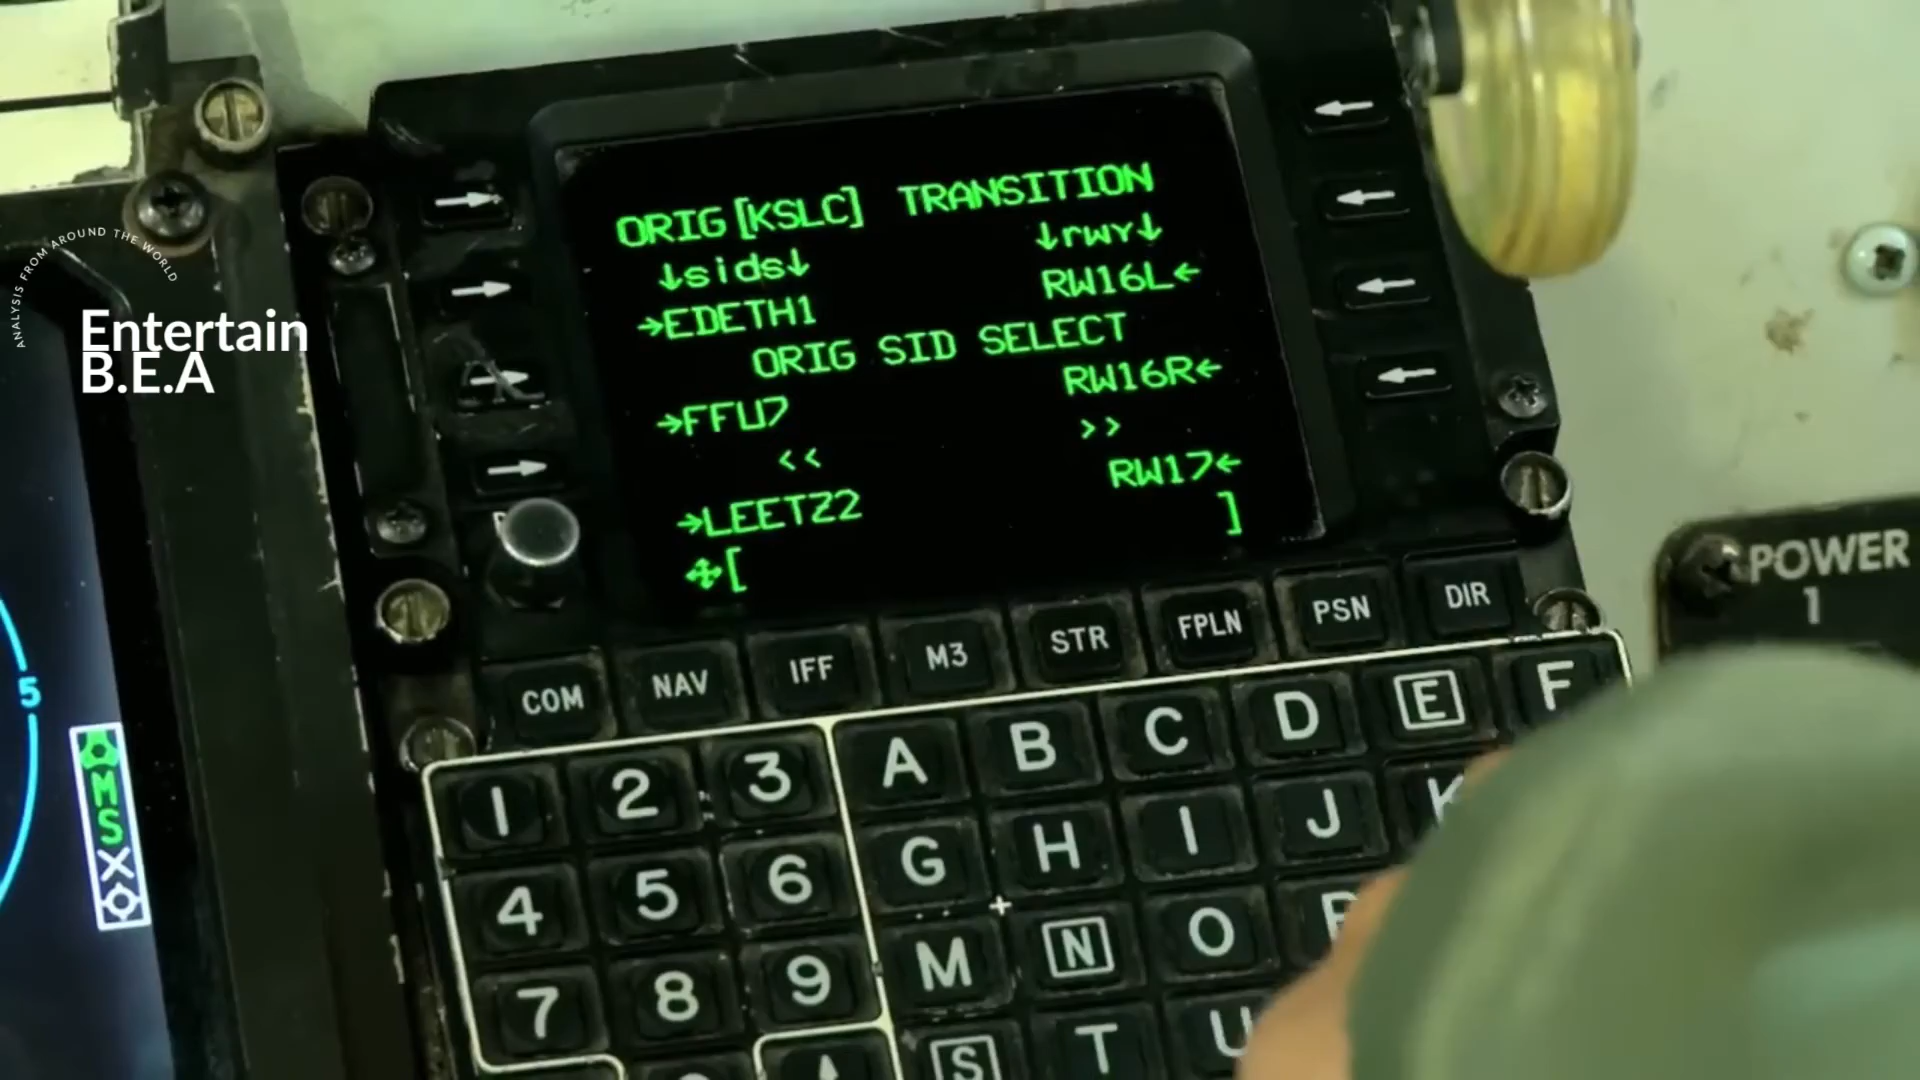 ANALYSIS FROM AROUND THE WORLD
Entertain
B.E.A
ORIG[KSLC] TRANSITION
↓sids↓ ↓rwy↓
→EDETH1 RW16L←
ORIG SID SELECT
→FFU7 RW16R←
<< >>
→LEETZ2 RW17←
[ ]
POWER
1
COM NAV IFF M3 STR FPLN PSN DIR
1 2 3 A B C D E F
4 5 6 G H I J K
7 8 9 M N O P
S T U
5
M
S
X